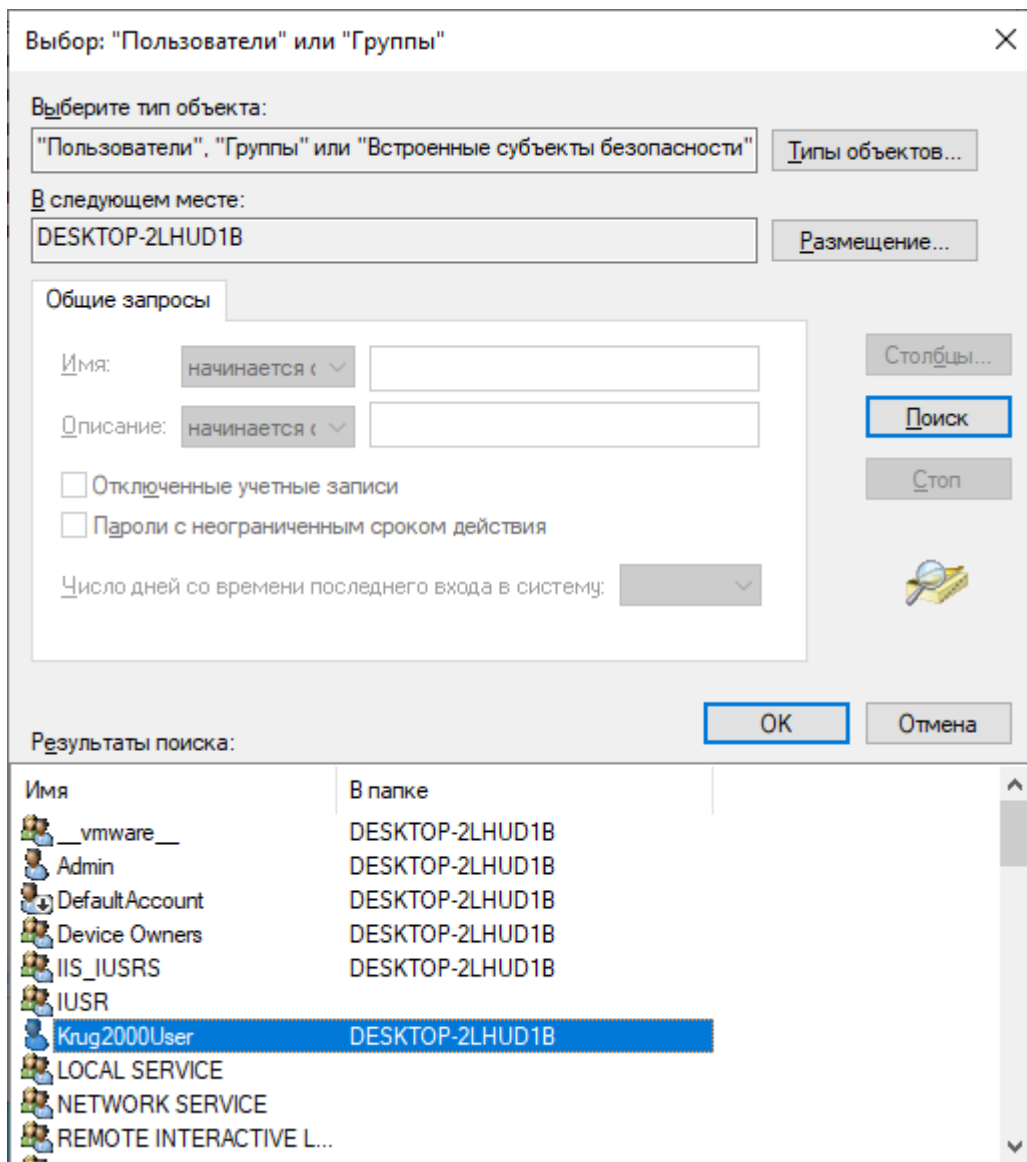 Выбор: "Пользователи" или "Группы"
Выберите тип объекта:
"Пользователи", "Группы" или "Встроенные субъекты безопасности"
Типы объектов...
В следующем месте:
DESKTOP-2LHUD1B
Размещение...
Общие запросы
Имя:
начинается с
Столбцы...
Описание:
начинается с
Поиск
Отключенные учетные записи
Стоп
Пароли с неограниченным сроком действия
Число дней со времени последнего входа в систему:
OK
Отмена
Результаты поиска:
Имя В папке
__vmware__ DESKTOP-2LHUD1B
Admin DESKTOP-2LHUD1B
DefaultAccount DESKTOP-2LHUD1B
Device Owners DESKTOP-2LHUD1B
IIS_IUSRS DESKTOP-2LHUD1B
IUSR
Krug2000User DESKTOP-2LHUD1B
LOCAL SERVICE
NETWORK SERVICE
REMOTE INTERACTIVE L...